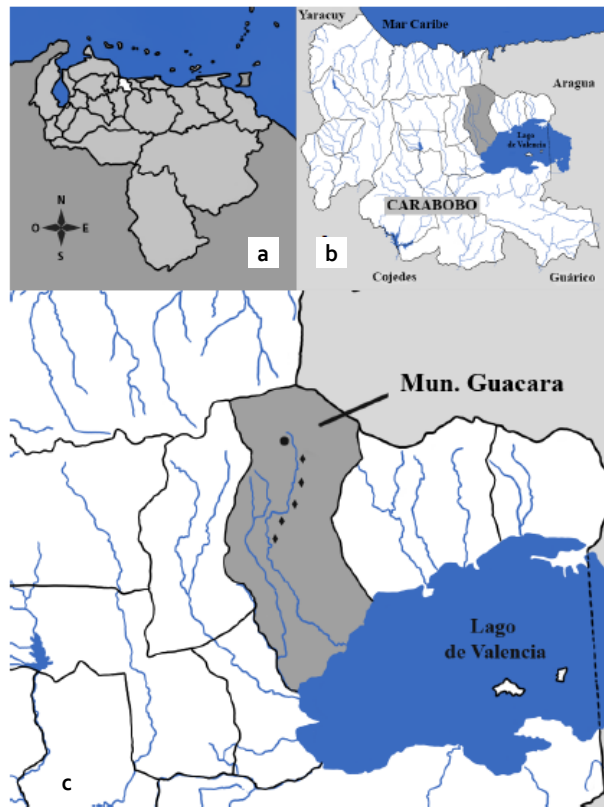 N
O E
S
a
Yaracuy
Mar Caribe
Aragua
Lago
de Valencia
CARABOBO
b
Cojedes
Guárico
Mun. Guacara
Lago
de Valencia
c